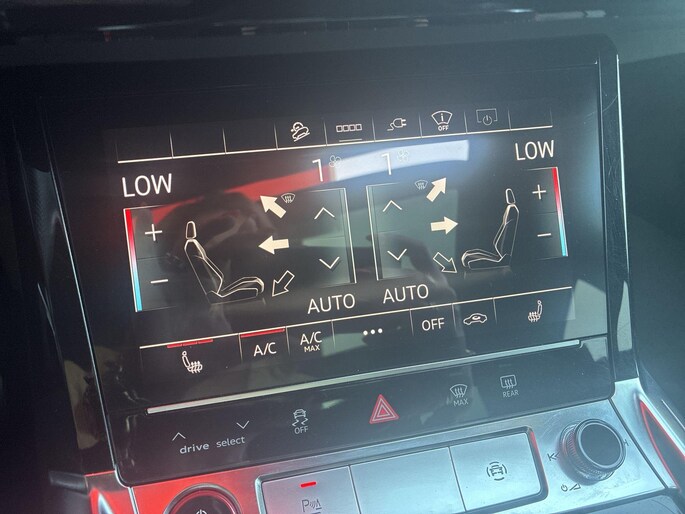 OFF
1 1
LOW LOW
+ +
− −
AUTO AUTO
A/C A/C MAX ••• OFF
OFF MAX REAR
drive select
P